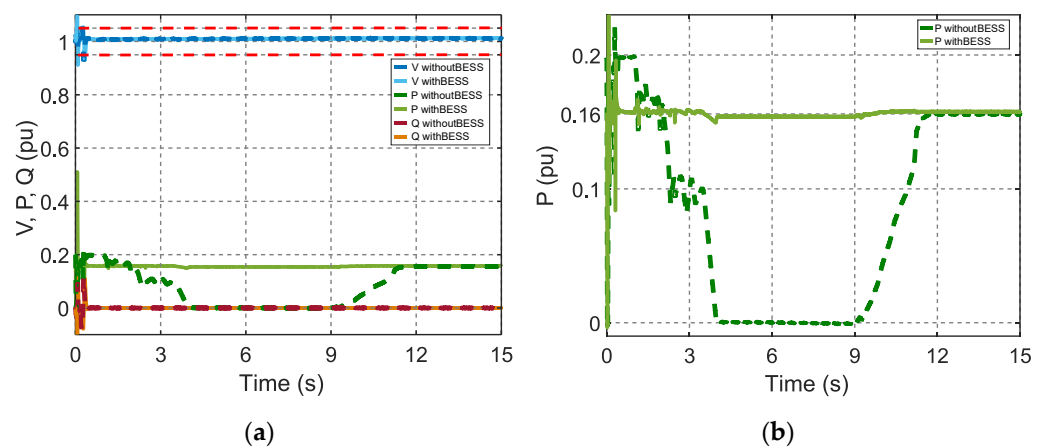 V, P, Q (pu)
1
0.8
0.6
0.4
0.2
0
V withoutBESS
V withBESS
P withoutBESS
P withBESS
Q withoutBESS
Q withBESS
0 3 6 9 12 15
Time (s)
(a)
P (pu)
0.2
0.16
0.1
0
P withoutBESS
P withBESS
0 3 6 9 12 15
Time (s)
(b)